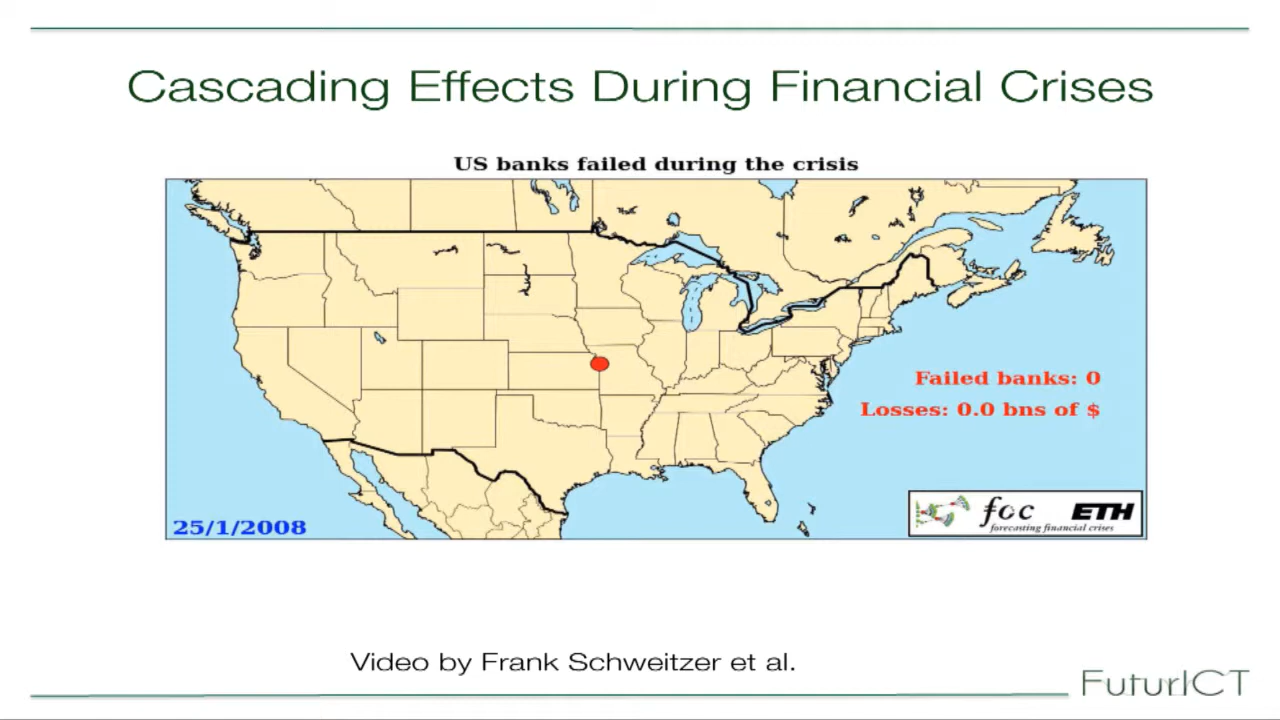 Cascading Effects During Financial Crises
US banks failed during the crisis
Failed banks: 0
Losses: 0.0 bns of $
25/1/2008
foc ETH
forecasting financial crises
Video by Frank Schweitzer et al.
FuturICT